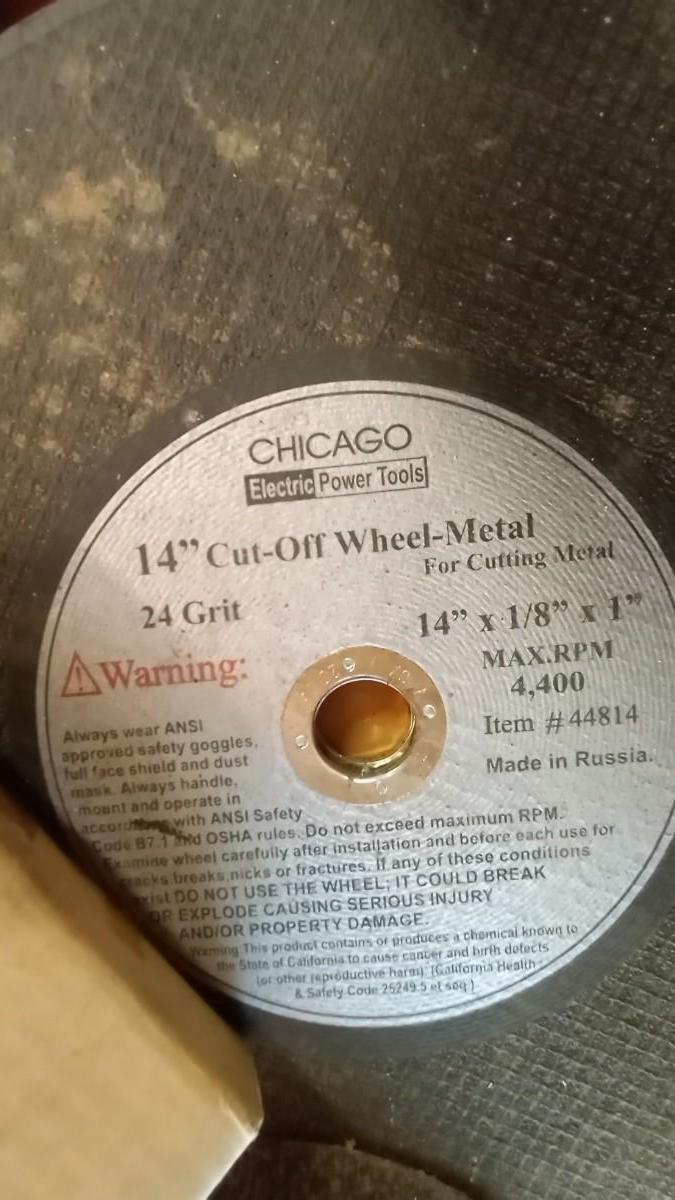 CHICAGO
Electric Power Tools
14” Cut-Off Wheel-Metal
For Cutting Metal
24 Grit
14” x 1/8” x 1”
MAX.RPM
4,400
Item #44814
Made in Russia.
Warning:
Always wear ANSI
approved safety goggles,
full face shield and dust
mask. Always handle,
mount and operate in
with ANSI Safety
Code B7.1 and OSHA rules. Do not exceed maximum RPM.
Examine wheel carefully after installation and before each use for
cracks, breaks, nicks or fractures. If any of these conditions
exist DO NOT USE THE WHEEL; IT COULD BREAK
OR EXPLODE CAUSING SERIOUS INJURY
AND/OR PROPERTY DAMAGE.
Warning: This product contains or produces a chemical known to
the State of California to cause cancer and birth defects
(or other reproductive harm). (California Health
& Safety Code 25249.5 et seq.)